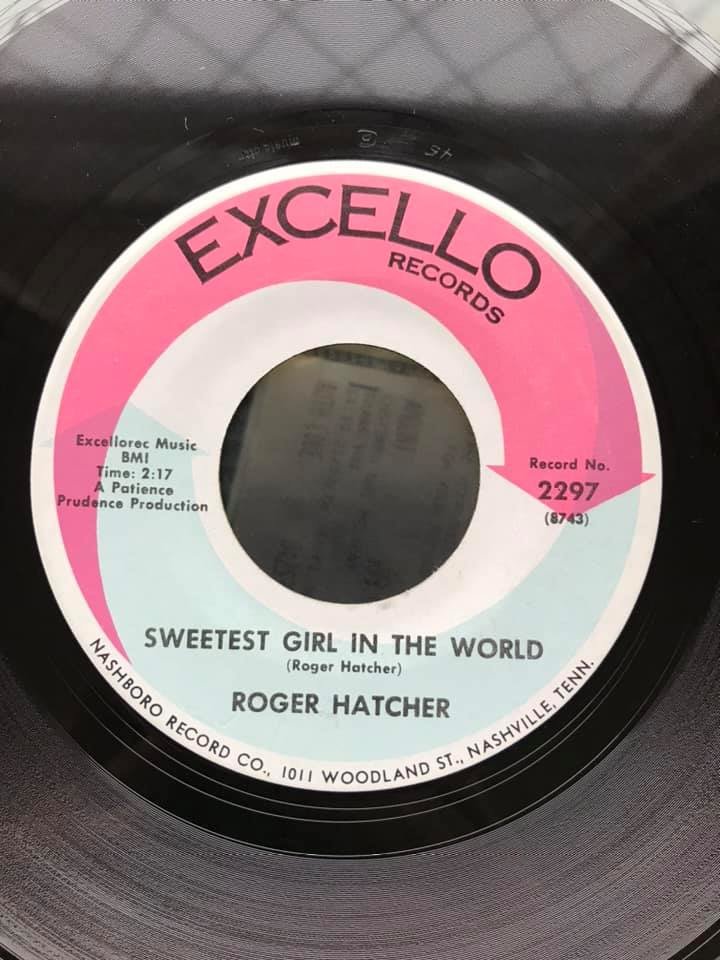 EXCELLO
RECORDS
Excellorec Music
BMI
Time: 2:17
A Patience
Prudence Production
Record No.
2297
(8743)
SWEETEST GIRL IN THE WORLD
(Roger Hatcher)
ROGER HATCHER
NASHBORO RECORD CO., 1011 WOODLAND ST., NASHVILLE, TENN.